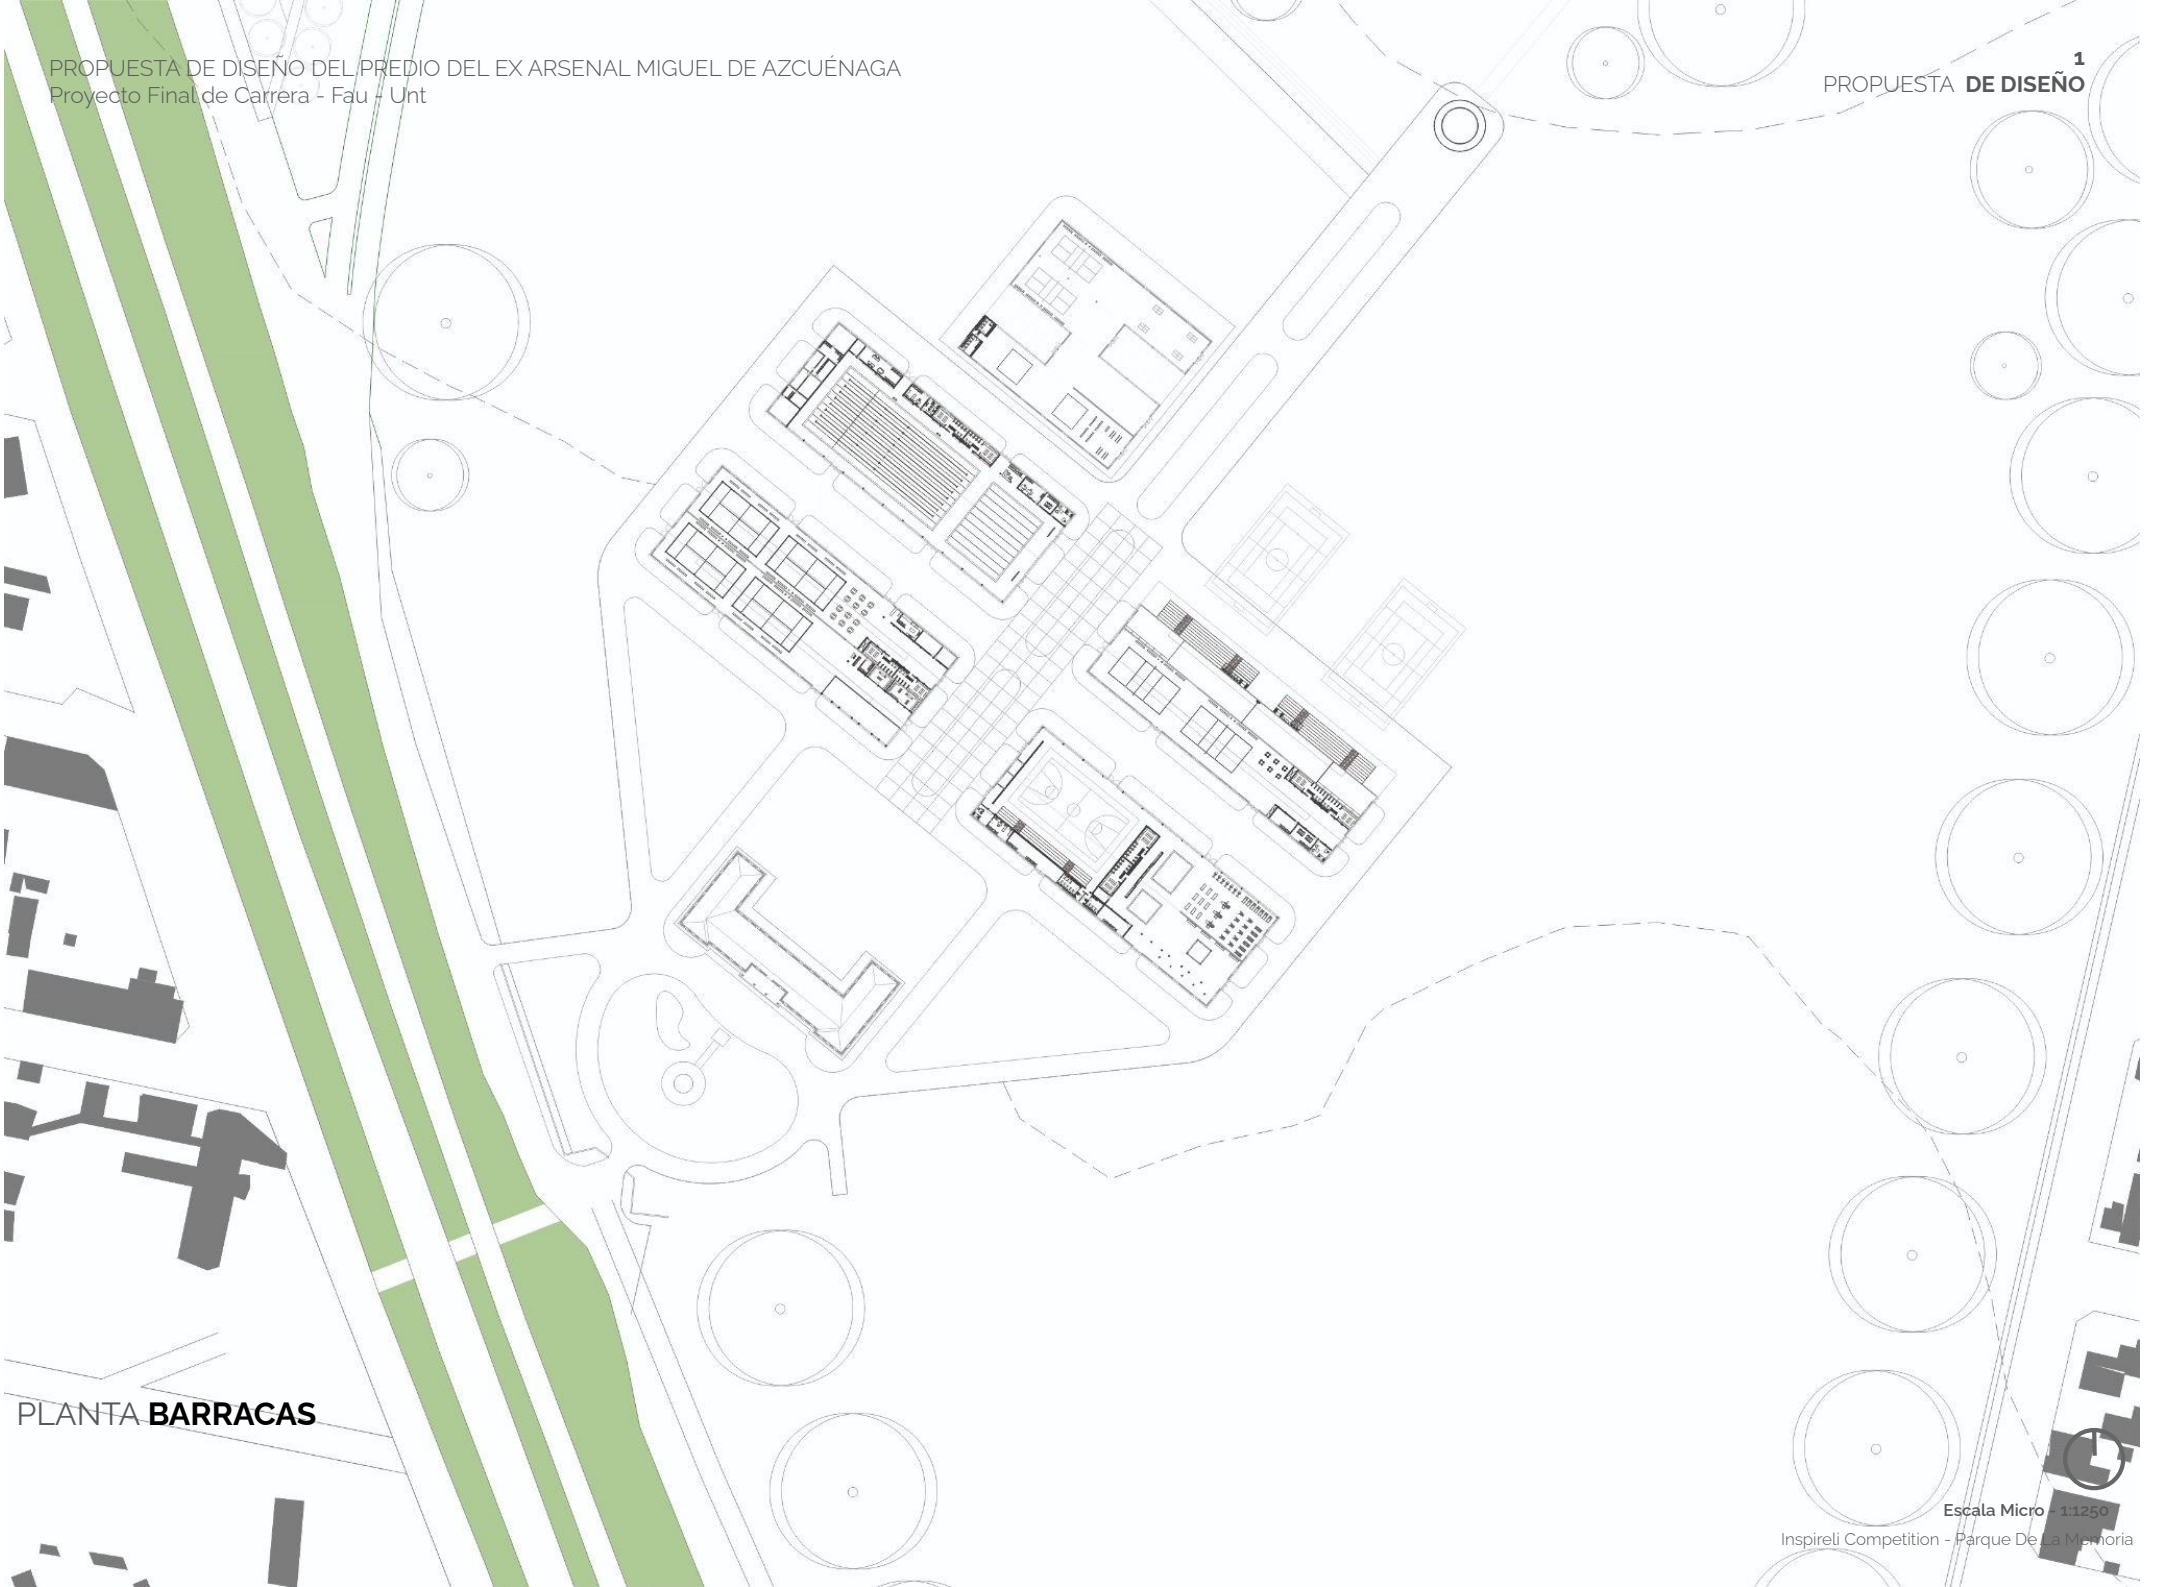 PROPUESTA DE DISEÑO DEL PREDIO DEL EX ARSENAL MIGUEL DE AZCUÉNAGA
Proyecto Final de Carrera - Fau - Unt
1
PROPUESTA DE DISEÑO
PLANTA BARRACAS
Escala Micro - 1:1250
Inspireli Competition - Parque De La Memoria